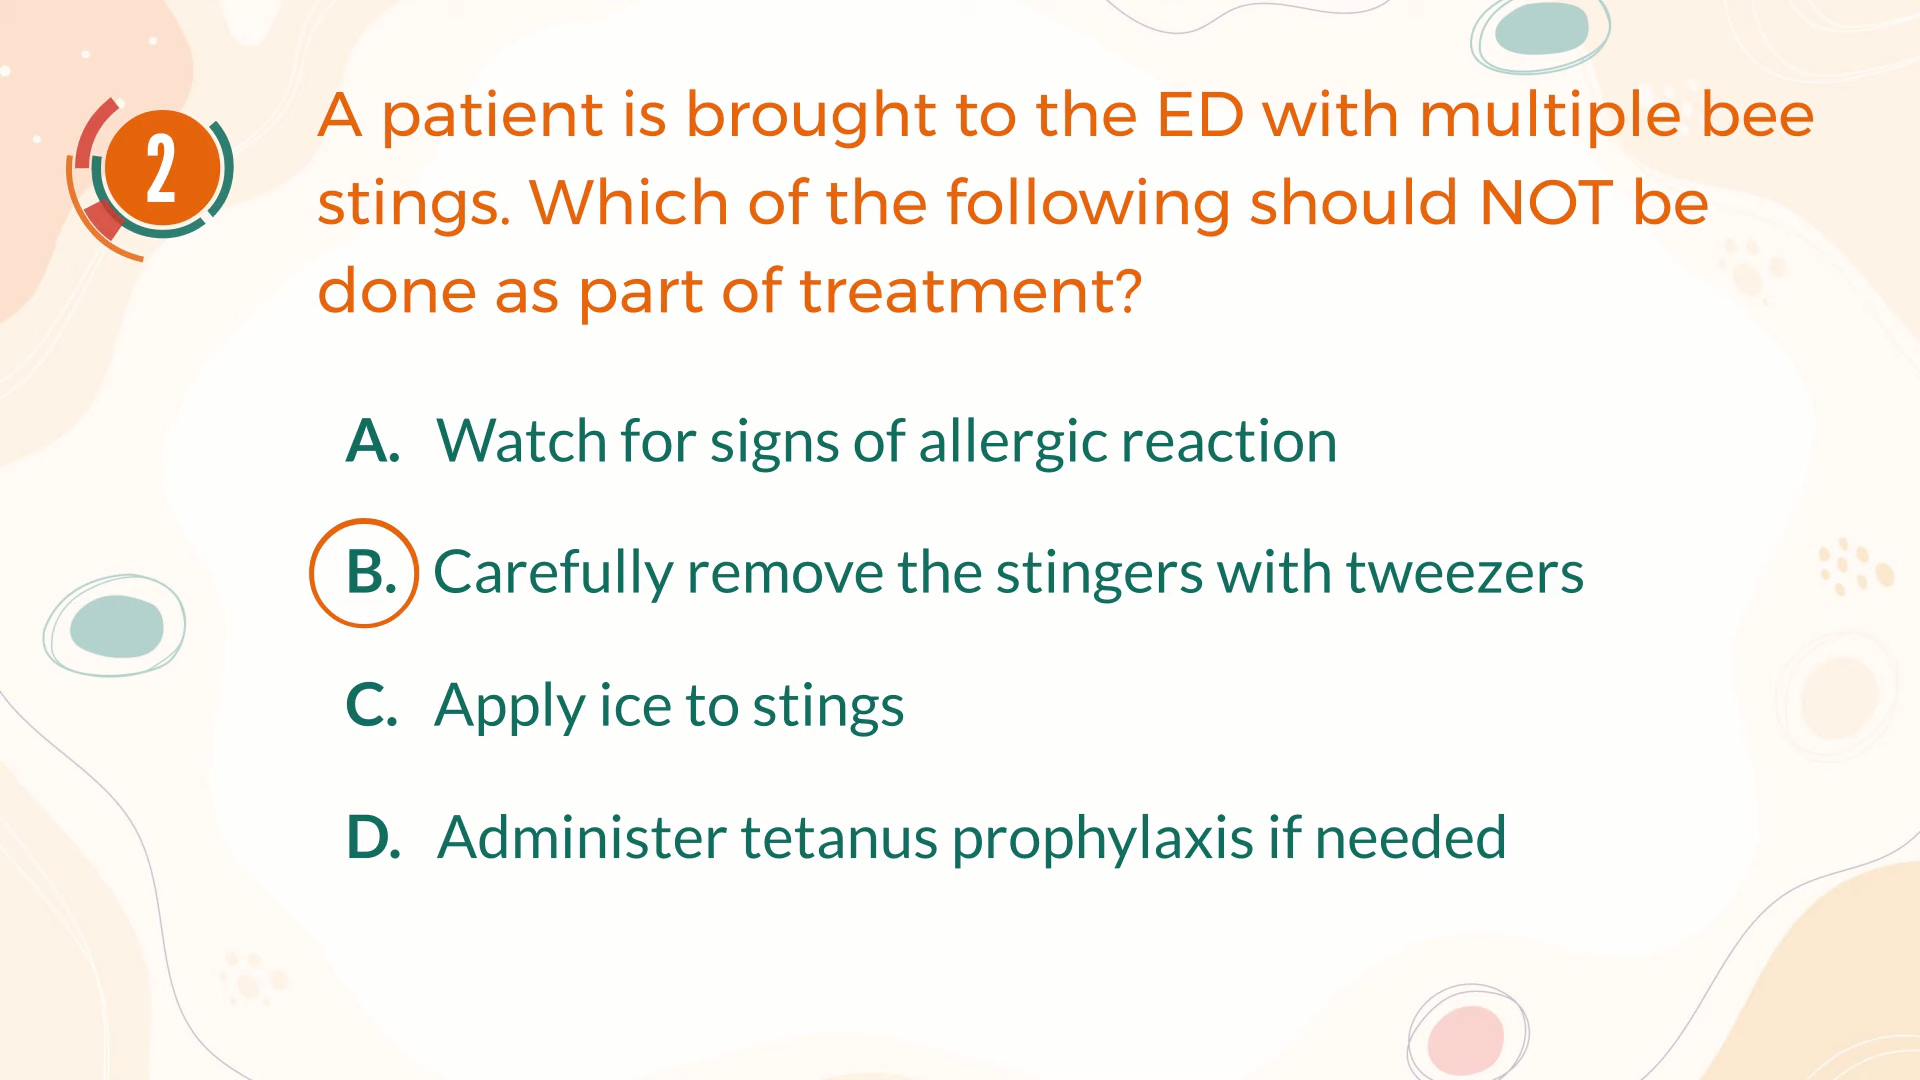 2
A patient is brought to the ED with multiple bee
stings. Which of the following should NOT be
done as part of treatment?
A. Watch for signs of allergic reaction
B. Carefully remove the stingers with tweezers
C. Apply ice to stings
D. Administer tetanus prophylaxis if needed